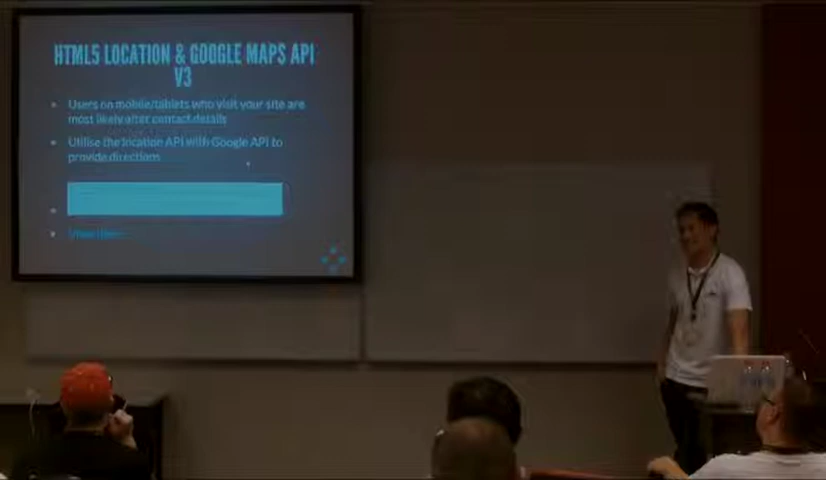 HTML5 LOCATION & GOOGLE MAPS API
V3
Users on mobile/tablets who visit your site are
most likely after contact details
Utilise the location API with Google API to
provide directions